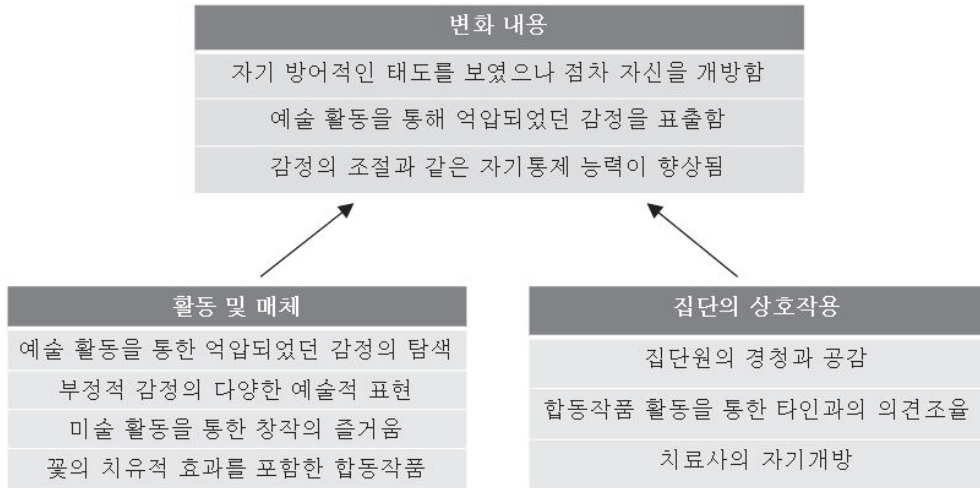 변화 내용
자기 방어적인 태도를 보였으나 점차 자신을 개방함
예술 활동을 통해 억압되었던 감정을 표출함
감정의 조절과 같은 자기통제 능력이 향상됨
활동 및 매체
예술 활동을 통한 억압되었던 감정의 탐색
부정적 감정의 다양한 예술적 표현
미술 활동을 통한 창작의 즐거움
꽃의 치유적 효과를 포함한 합동작품
집단의 상호작용
집단원의 경청과 공감
합동작품 활동을 통한 타인과의 의견조율
치료사의 자기개방